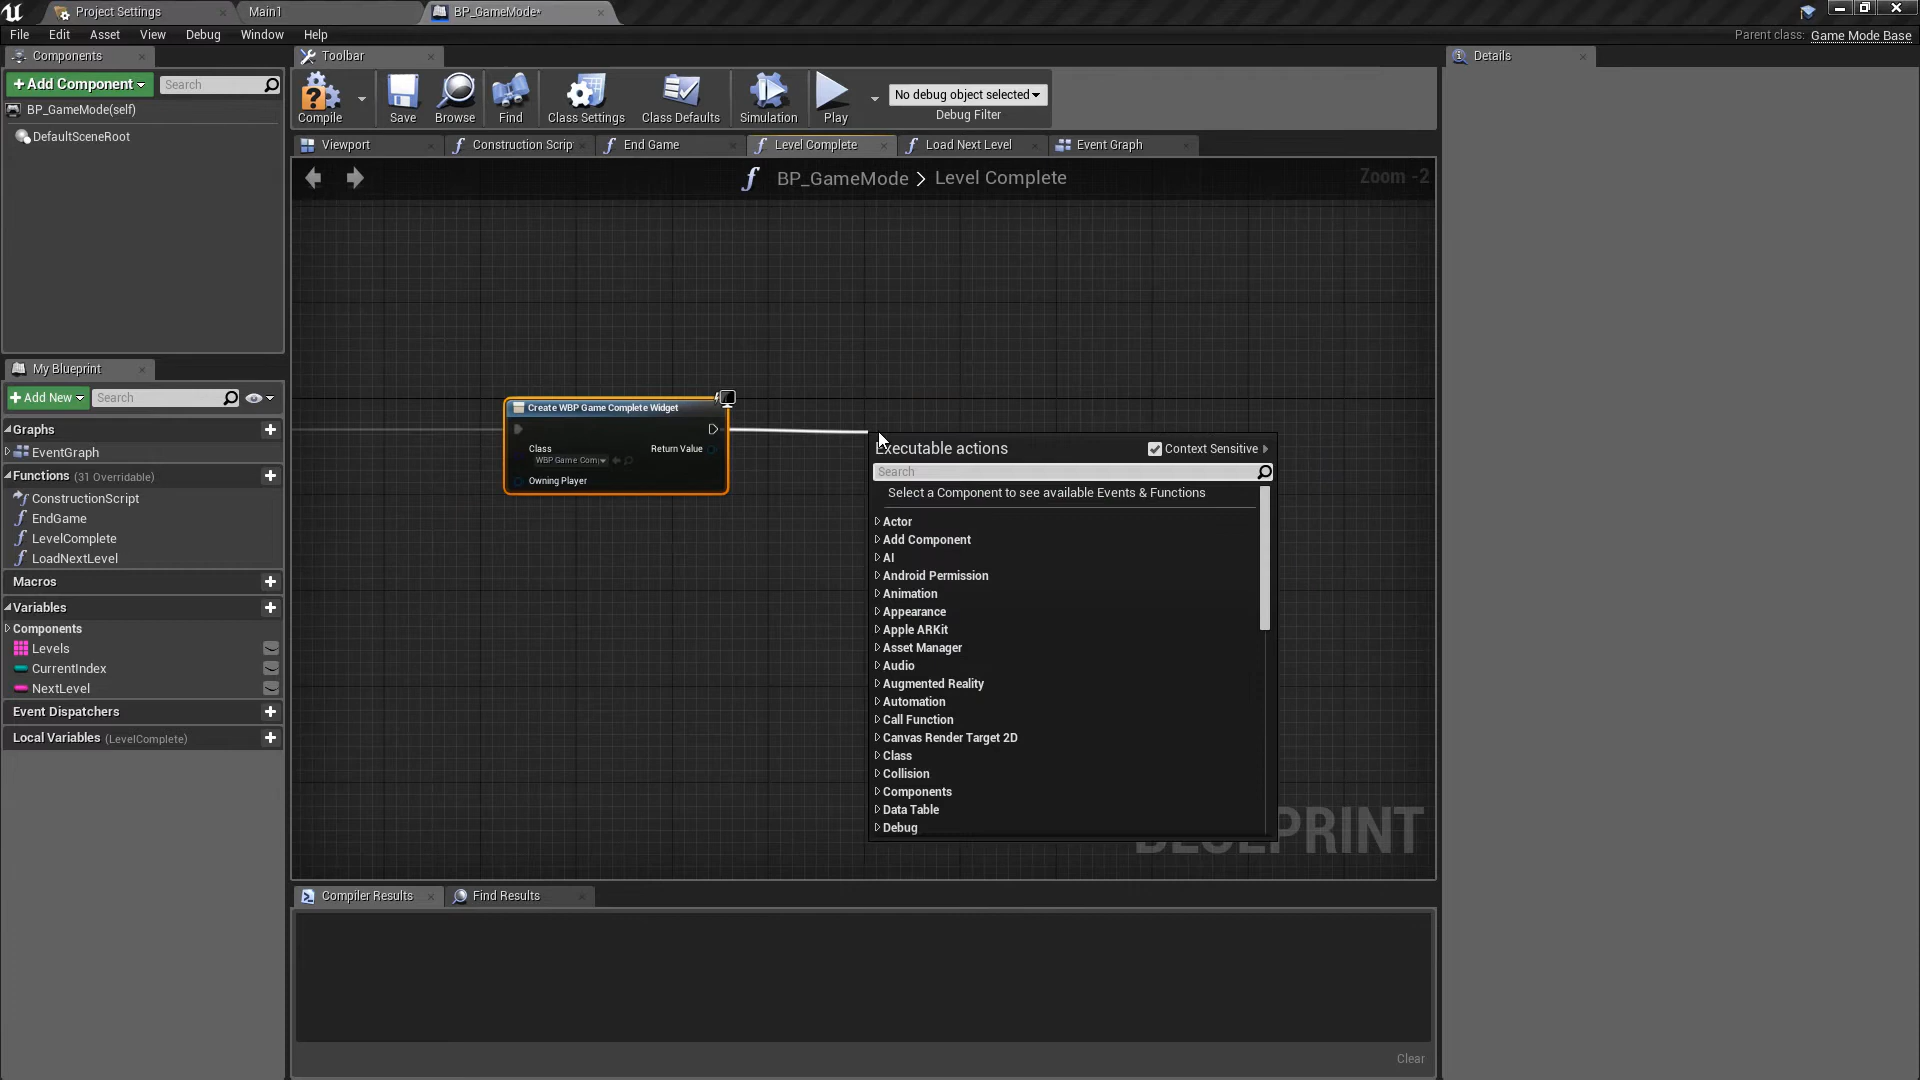 Project Settings
Main1
BP_GameMode*
File Edit Asset View Debug Window Help
Parent class: Game Mode Base
Components
Toolbar
Details
+Add Component
Search
BP_GameMode(self)
DefaultSceneRoot
Compile
Save
Browse
Find
Class Settings
Class Defaults
Simulation
Play
No debug object selected
Debug Filter
Viewport
Construction Scrip
End Game
Level Complete
Load Next Level
Event Graph
BP_GameMode > Level Complete
Zoom -2
My Blueprint
+Add New
Search
Graphs
EventGraph
Functions (31 Overridable)
ConstructionScript
EndGame
LevelComplete
LoadNextLevel
Macros
Variables
Components
Levels
CurrentIndex
NextLevel
Event Dispatchers
Local Variables (LevelComplete)
Create WBP Game Complete Widget
Class
Return Value
WBP Game Com
Owning Player
Executable actions
Context Sensitive
Search
Select a Component to see available Events & Functions
Actor
Add Component
AI
Android Permission
Animation
Appearance
Apple ARKit
Asset Manager
Audio
Augmented Reality
Automation
Call Function
Canvas Render Target 2D
Class
Collision
Components
Data Table
Debug
BLUEPRINT
Compiler Results
Find Results
Clear